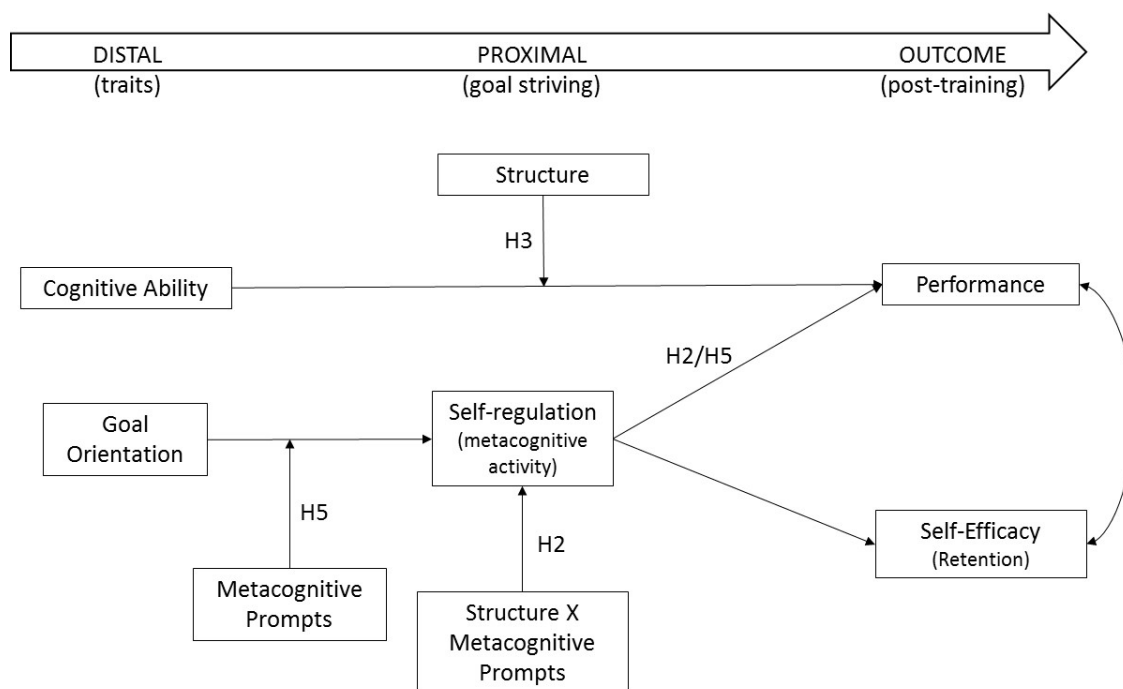 DISTAL
(traits)
PROXIMAL
(goal striving)
OUTCOME
(post-training)
Structure
H3
Cognitive Ability
Performance
H2/H5
Goal
Orientation
Self-regulation
(metacognitive
activity)
H5
H2
Self-Efficacy
(Retention)
Metacognitive
Prompts
Structure X
Metacognitive
Prompts